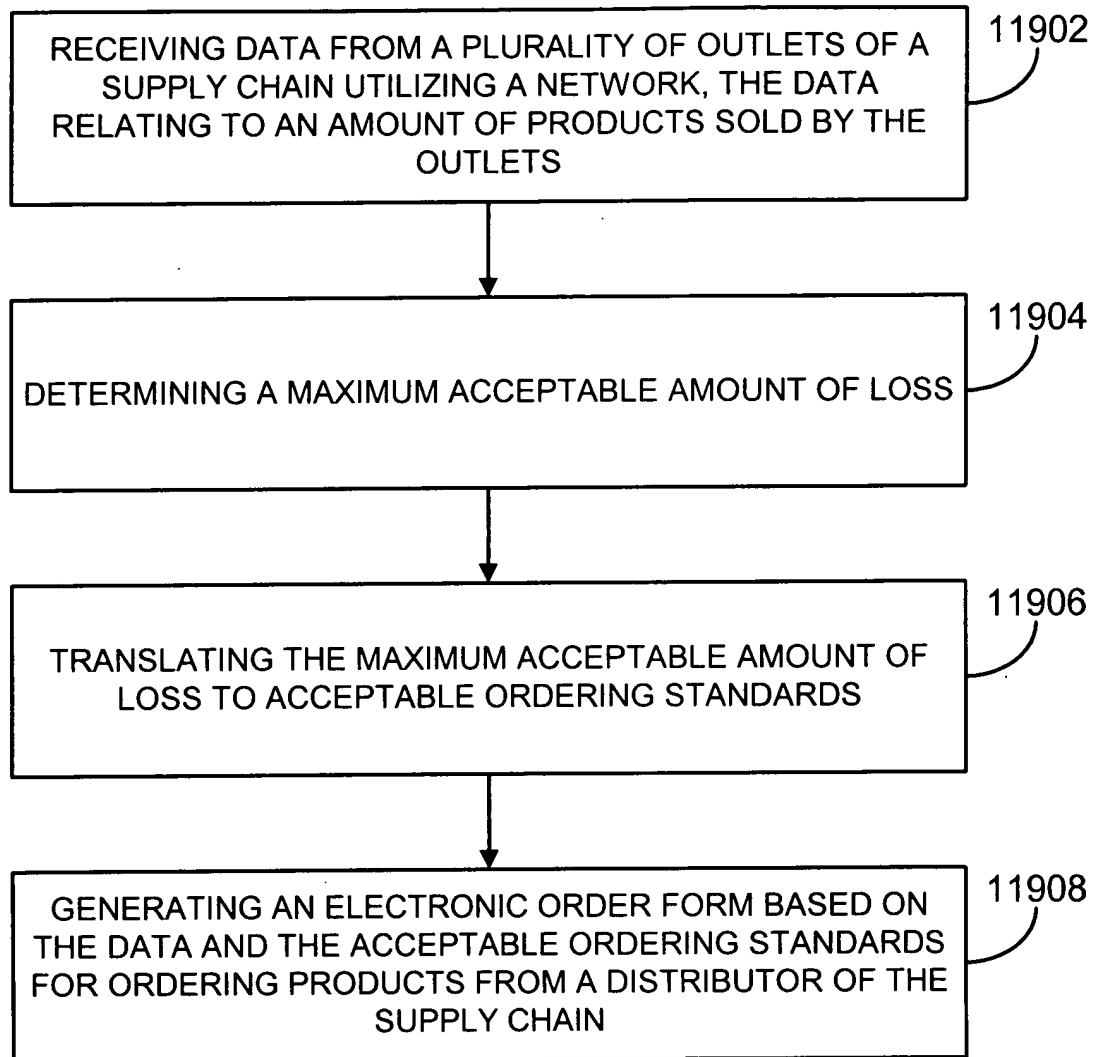 RECEIVING DATA FROM A PLURALITY OF OUTLETS OF A
SUPPLY CHAIN UTILIZING A NETWORK, THE DATA
RELATING TO AN AMOUNT OF PRODUCTS SOLD BY THE
OUTLETS
11902
DETERMINING A MAXIMUM ACCEPTABLE AMOUNT OF LOSS
11904
TRANSLATING THE MAXIMUM ACCEPTABLE AMOUNT OF
LOSS TO ACCEPTABLE ORDERING STANDARDS
11906
GENERATING AN ELECTRONIC ORDER FORM BASED ON
THE DATA AND THE ACCEPTABLE ORDERING STANDARDS
FOR ORDERING PRODUCTS FROM A DISTRIBUTOR OF THE
SUPPLY CHAIN
11908